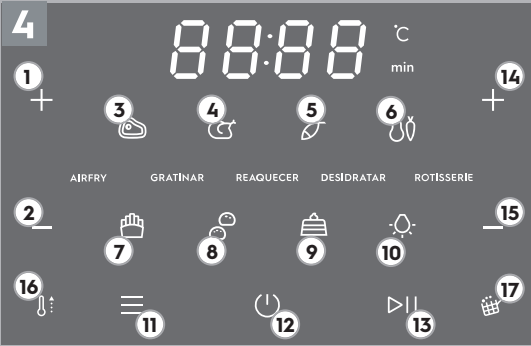 4
88:88 °C
min
1 14
+ +
3 4 5 6
AIRFRY GRATINAR REAQUECER DESIDRATAR ROTISSERIE
2 15
− −
7 8 9 10
16 17
11 12 13